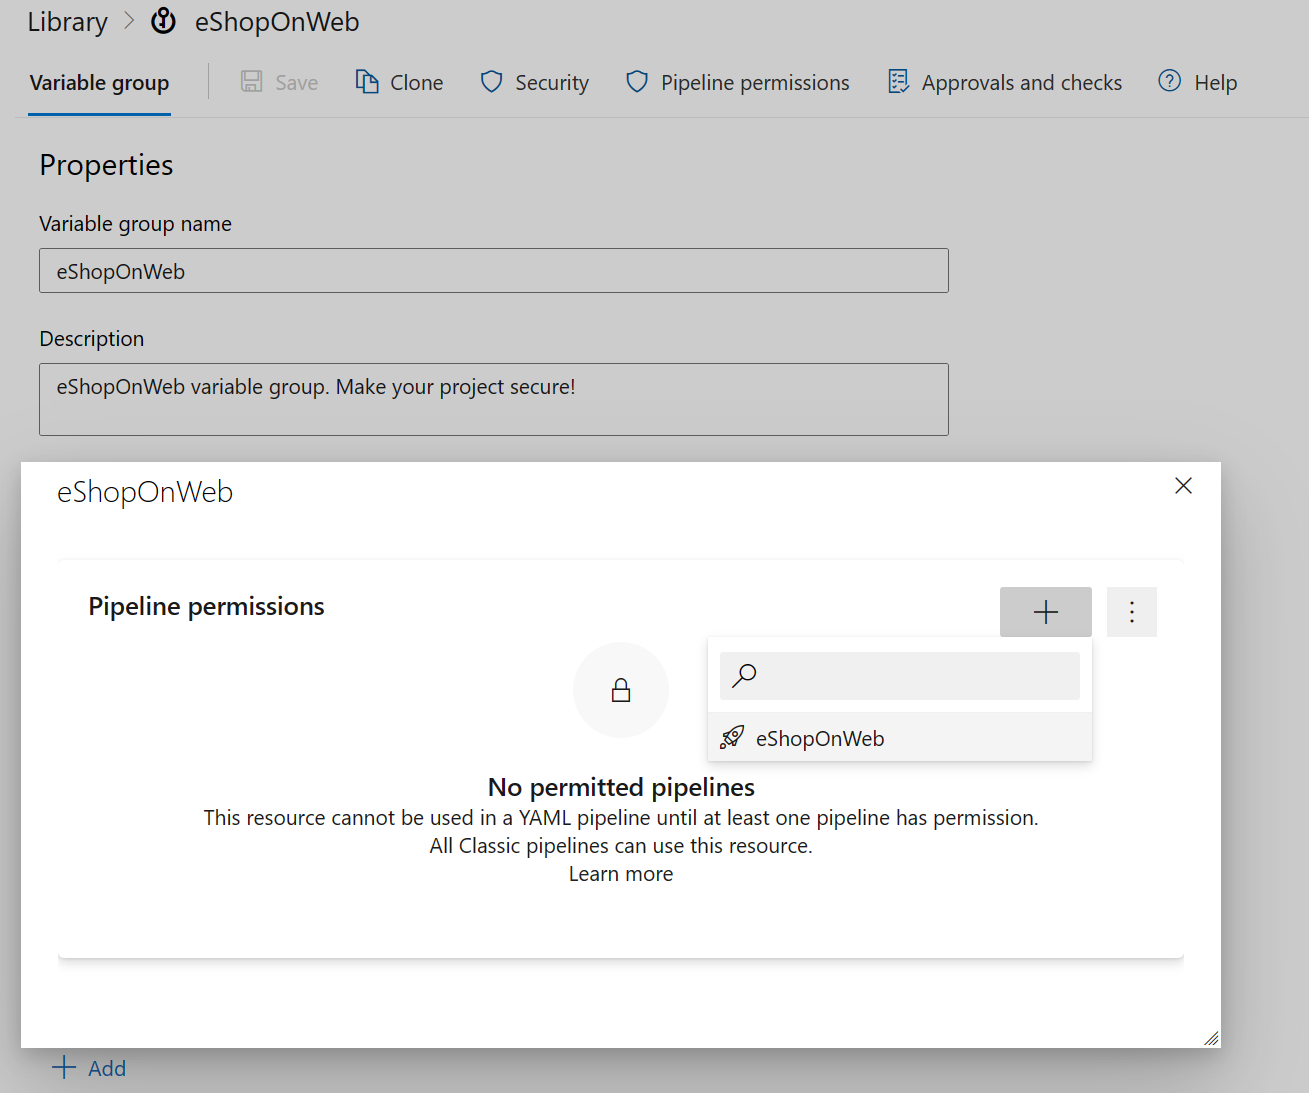 Library > eShopOnWeb
Variable group Save Clone Security Pipeline permissions Approvals and checks Help
Properties
Variable group name
eShopOnWeb
Description
eShopOnWeb variable group. Make your project secure!
eShopOnWeb
Pipeline permissions
eShopOnWeb
No permitted pipelines
This resource cannot be used in a YAML pipeline until at least one pipeline has permission.
All Classic pipelines can use this resource.
Learn more
Add